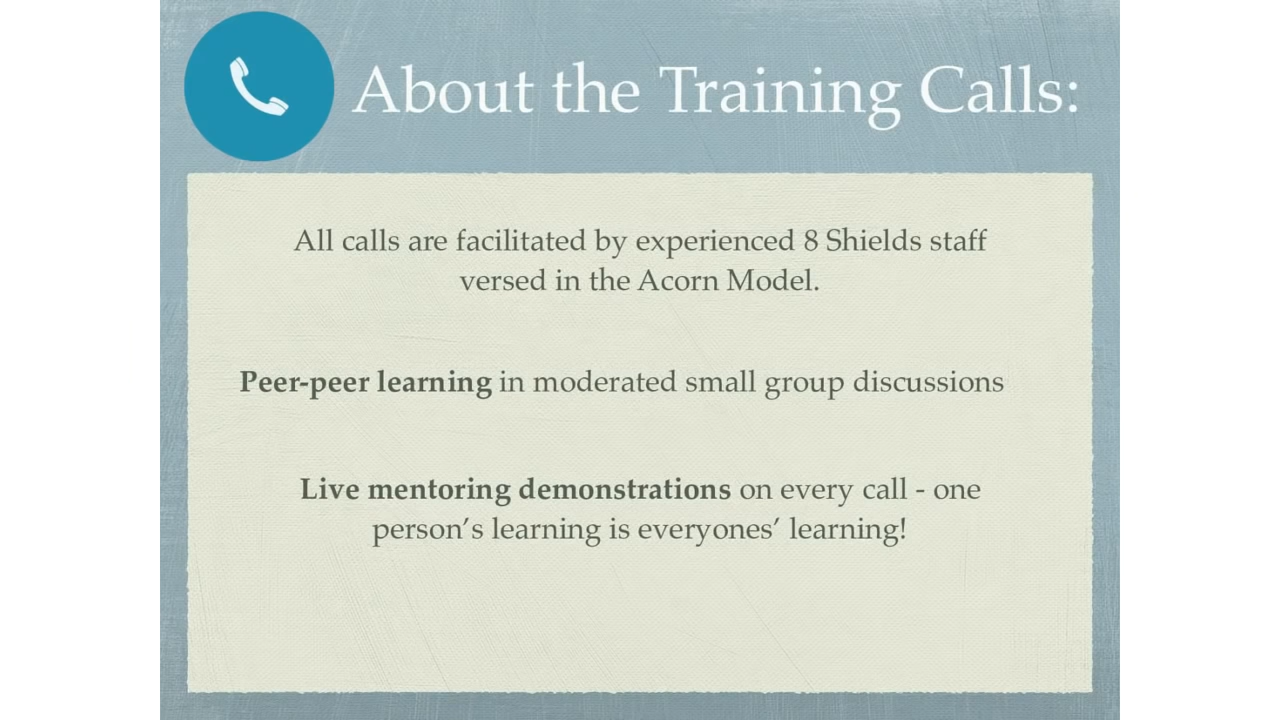 About the Training Calls:
All calls are facilitated by experienced 8 Shields staff
versed in the Acorn Model.
Peer-peer learning in moderated small group discussions
Live mentoring demonstrations on every call - one
person’s learning is everyones’ learning!